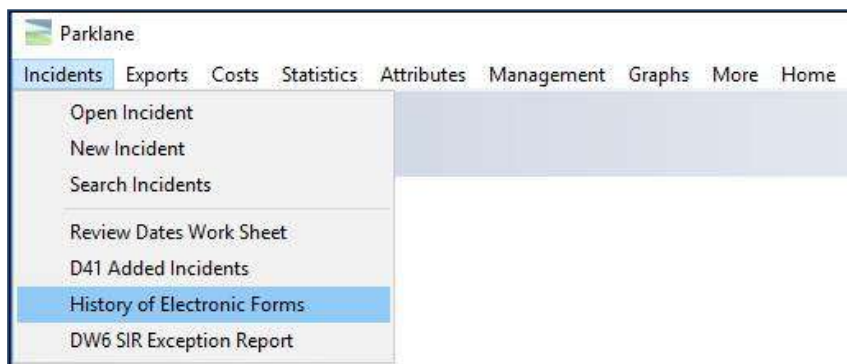 Parklane
Incidents Exports Costs Statistics Attributes Management Graphs More Home
Open Incident
New Incident
Search Incidents
Review Dates Work Sheet
D41 Added Incidents
History of Electronic Forms
DW6 SIR Exception Report